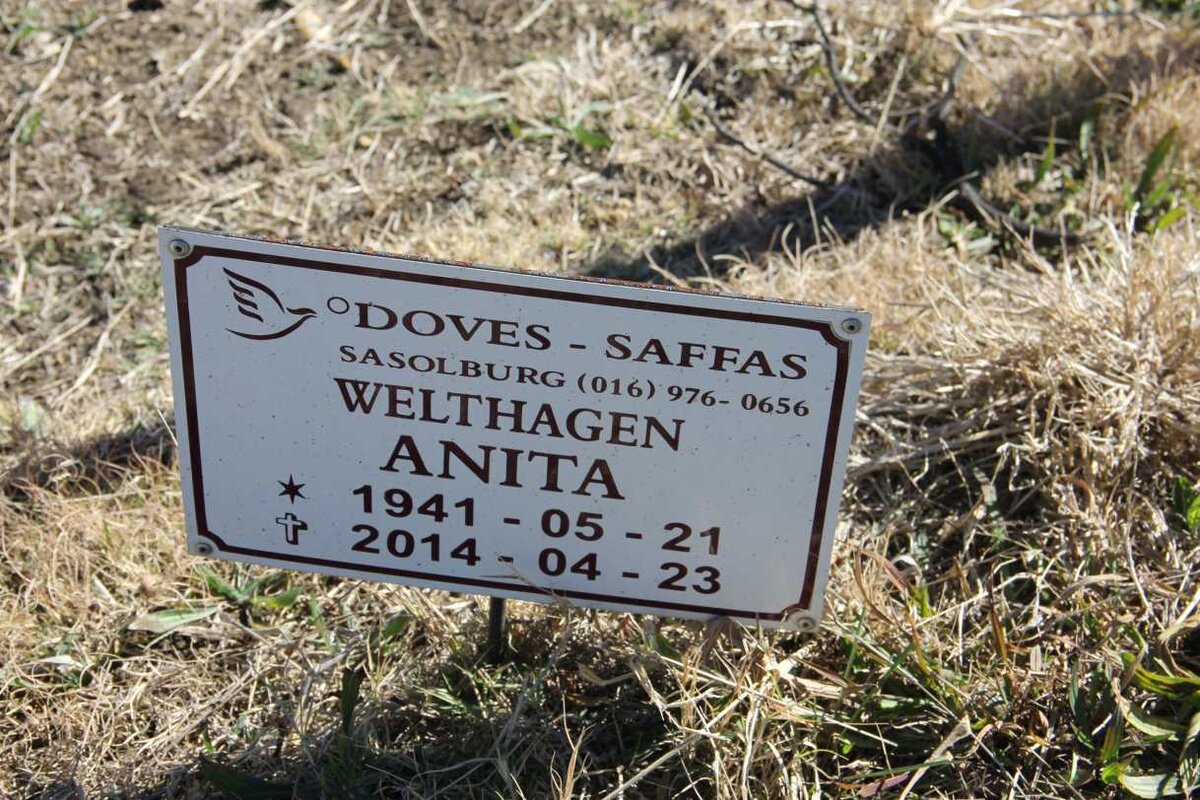 °DOVES - SAFFAS
SASOLBURG (016) 976- 0656
WELTHAGEN
ANITA
1941 - 05 - 21
2014 - 04 - 23